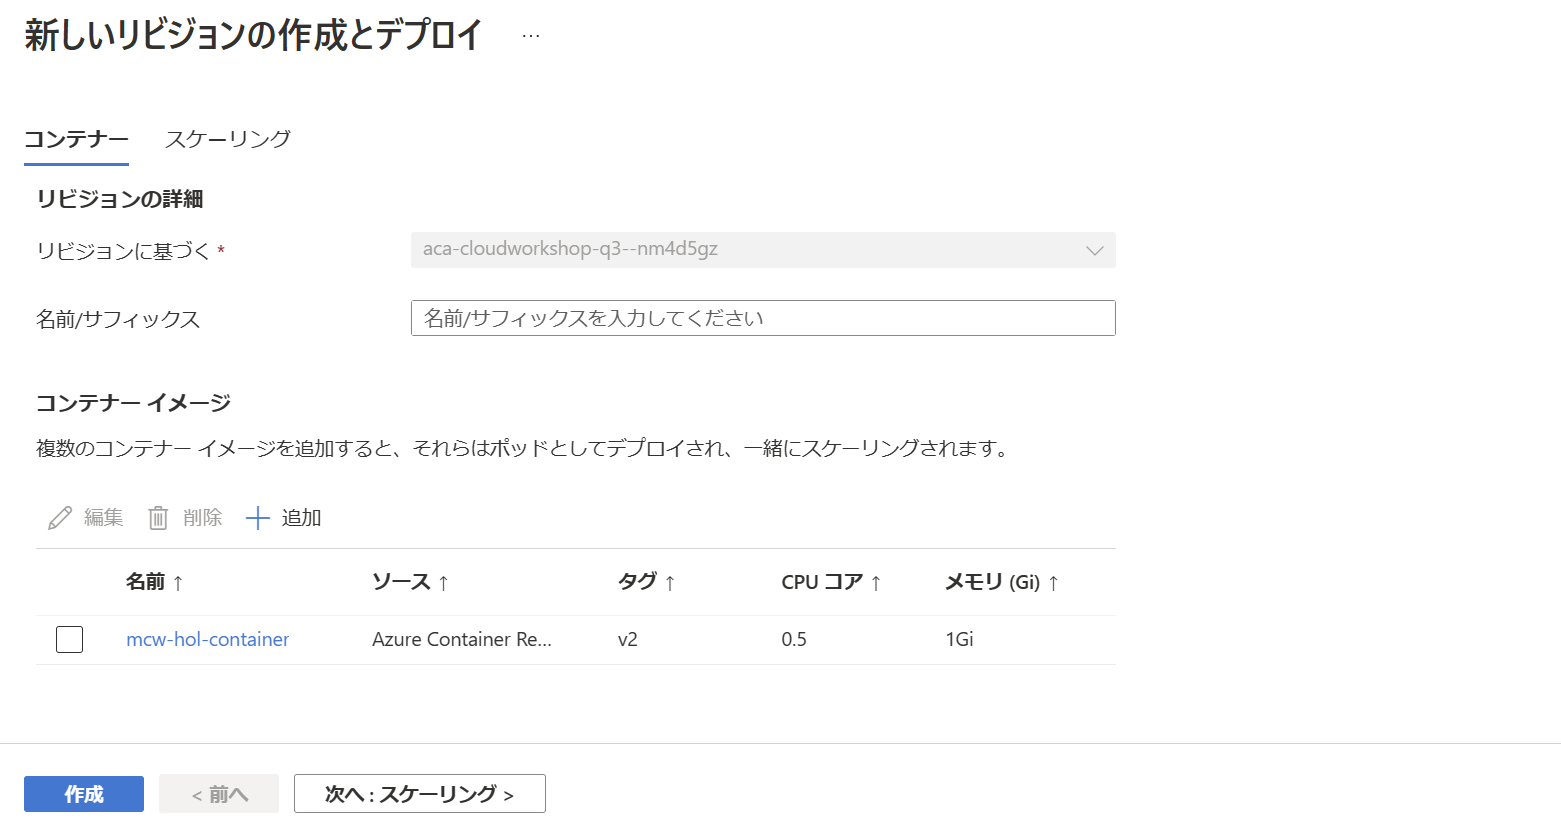 新しいリビジョンの作成とデプロイ ...
コンテナー スケーリング
リビジョンの詳細
リビジョンに基づく * aca-cloudworkshop-q3--nm4d5gz
名前/サフィックス 名前/サフィックスを入力してください
コンテナー イメージ
複数のコンテナー イメージを追加すると、それらはポッドとしてデプロイされ、一緒にスケーリングされます。
編集 削除 追加
名前 ↑ ソース ↑ タグ ↑ CPU コア ↑ メモリ (Gi) ↑
mcw-hol-container Azure Container Re... v2 0.5 1Gi
作成 < 前へ 次へ : スケーリング >